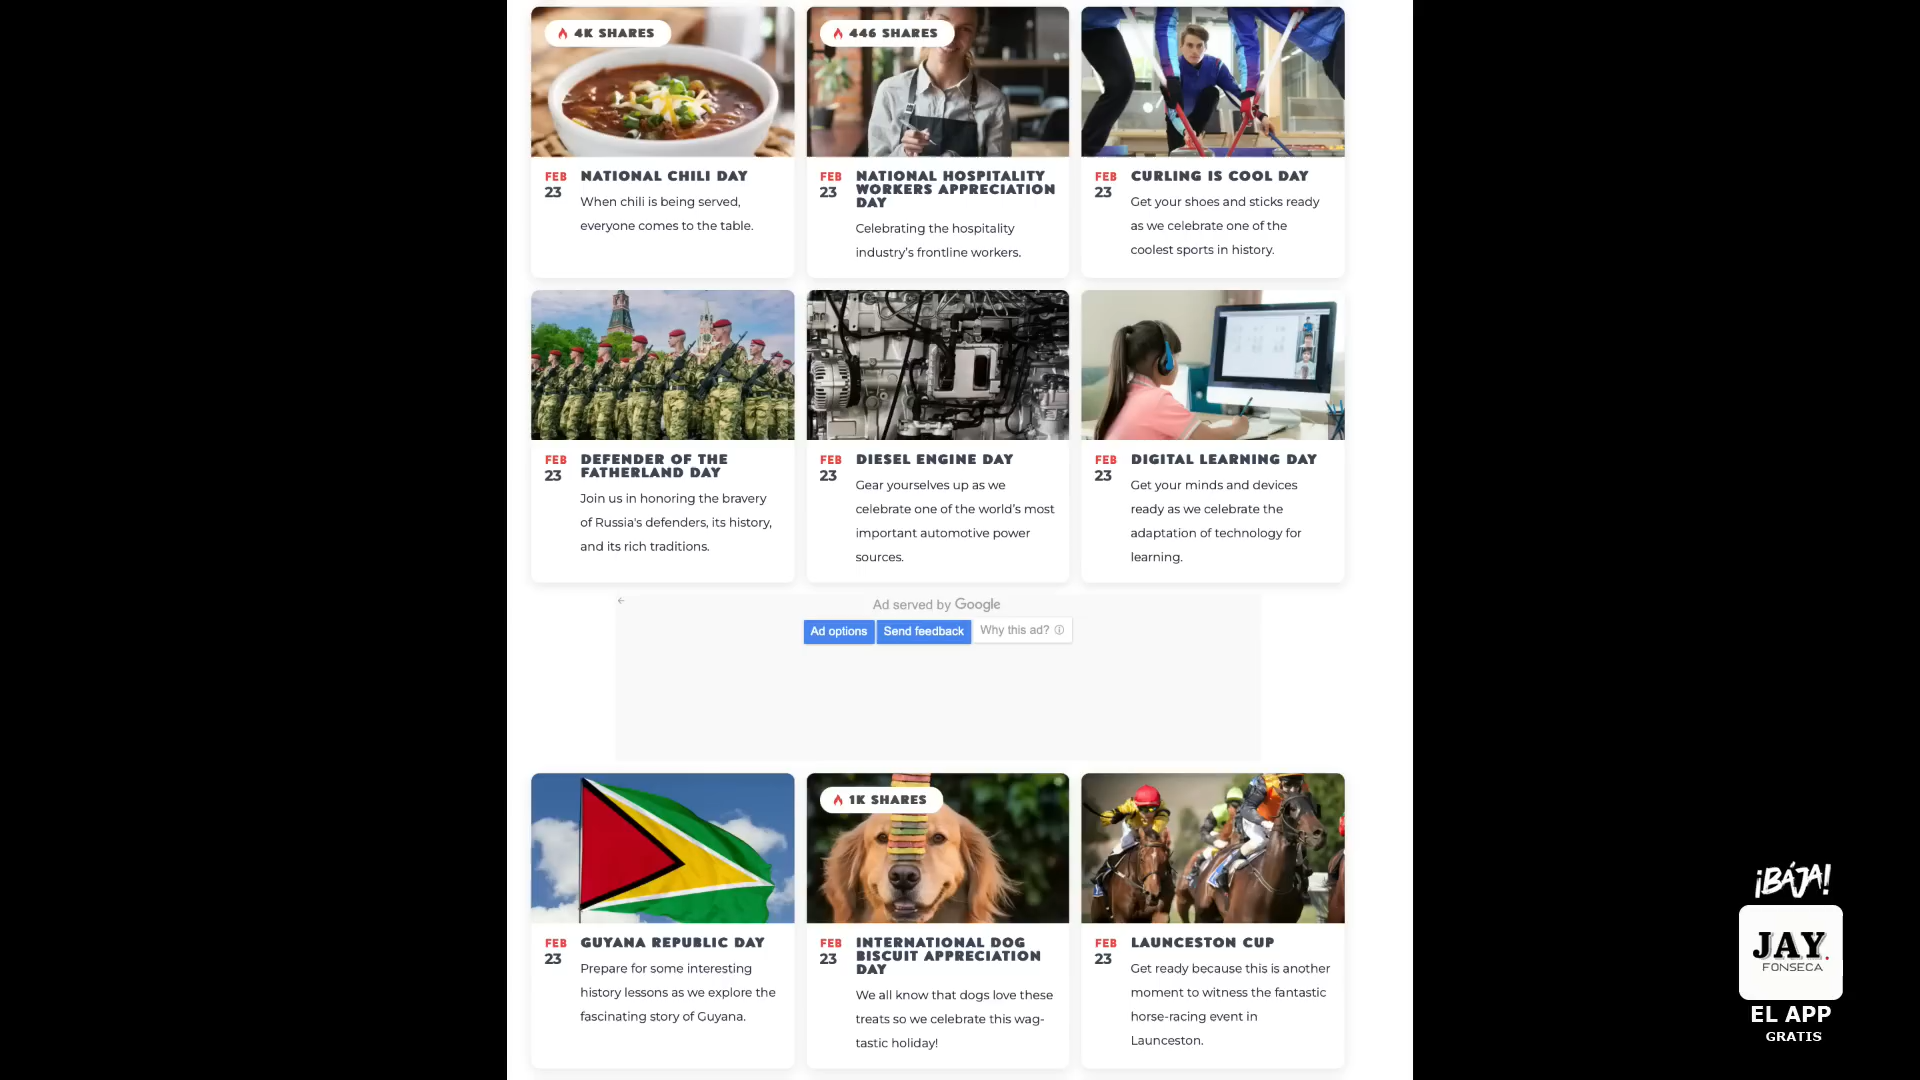 4K SHARES
FEB
23
NATIONAL CHILI DAY
When chili is being served,
everyone comes to the table.
446 SHARES
FEB
23
NATIONAL HOSPITALITY
WORKERS APPRECIATION
DAY
Celebrating the hospitality
industry's frontline workers.
FEB
23
CURLING IS COOL DAY
Get your shoes and sticks ready
as we celebrate one of the
coolest sports in history.
FEB
23
DEFENDER OF THE
FATHERLAND DAY
Join us in honoring the bravery
of Russia's defenders, its history,
and its rich traditions.
FEB
23
DIESEL ENGINE DAY
Gear yourselves up as we
celebrate one of the world's most
important automotive power
sources.
FEB
23
DIGITAL LEARNING DAY
Get your minds and devices
ready as we celebrate the
adaptation of technology for
learning.
Ad served by Google
Ad options Send feedback Why this ad?
FEB
23
GUYANA REPUBLIC DAY
Prepare for some interesting
history lessons as we explore the
fascinating story of Guyana.
1K SHARES
FEB
23
INTERNATIONAL DOG
BISCUIT APPRECIATION
DAY
We all know that dogs love these
treats so we celebrate this wag-
tastic holiday!
FEB
23
LAUNCESTON CUP
Get ready because this is another
moment to witness the fantastic
horse-racing event in
Launceston.
¡BÁJA!
JAY.
FONSECA
EL APP
GRATIS